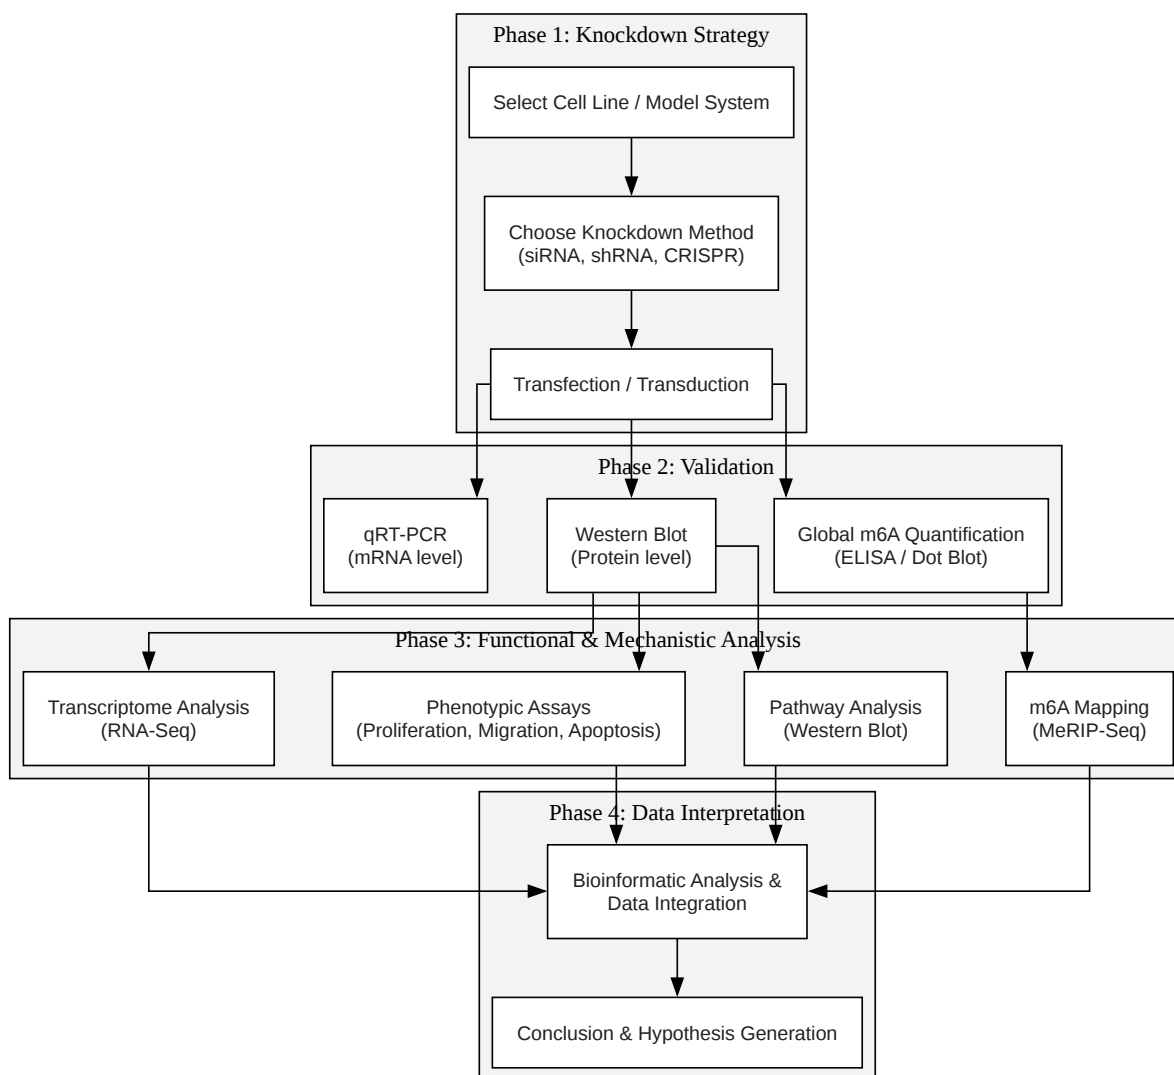 Phase 1: Knockdown Strategy
Select Cell Line / Model System
Choose Knockdown Method
(siRNA, shRNA, CRISPR)
Transfection / Transduction
Phase 2: Validation
qRT-PCR
(mRNA level)
Western Blot
(Protein level)
Global m6A Quantification
(ELISA / Dot Blot)
Phase 3: Functional & Mechanistic Analysis
Transcriptome Analysis
(RNA-Seq)
Phenotypic Assays
(Proliferation, Migration, Apoptosis)
Pathway Analysis
(Western Blot)
m6A Mapping
(MeRIP-Seq)
Phase 4: Data Interpretation
Bioinformatic Analysis &
Data Integration
Conclusion & Hypothesis Generation